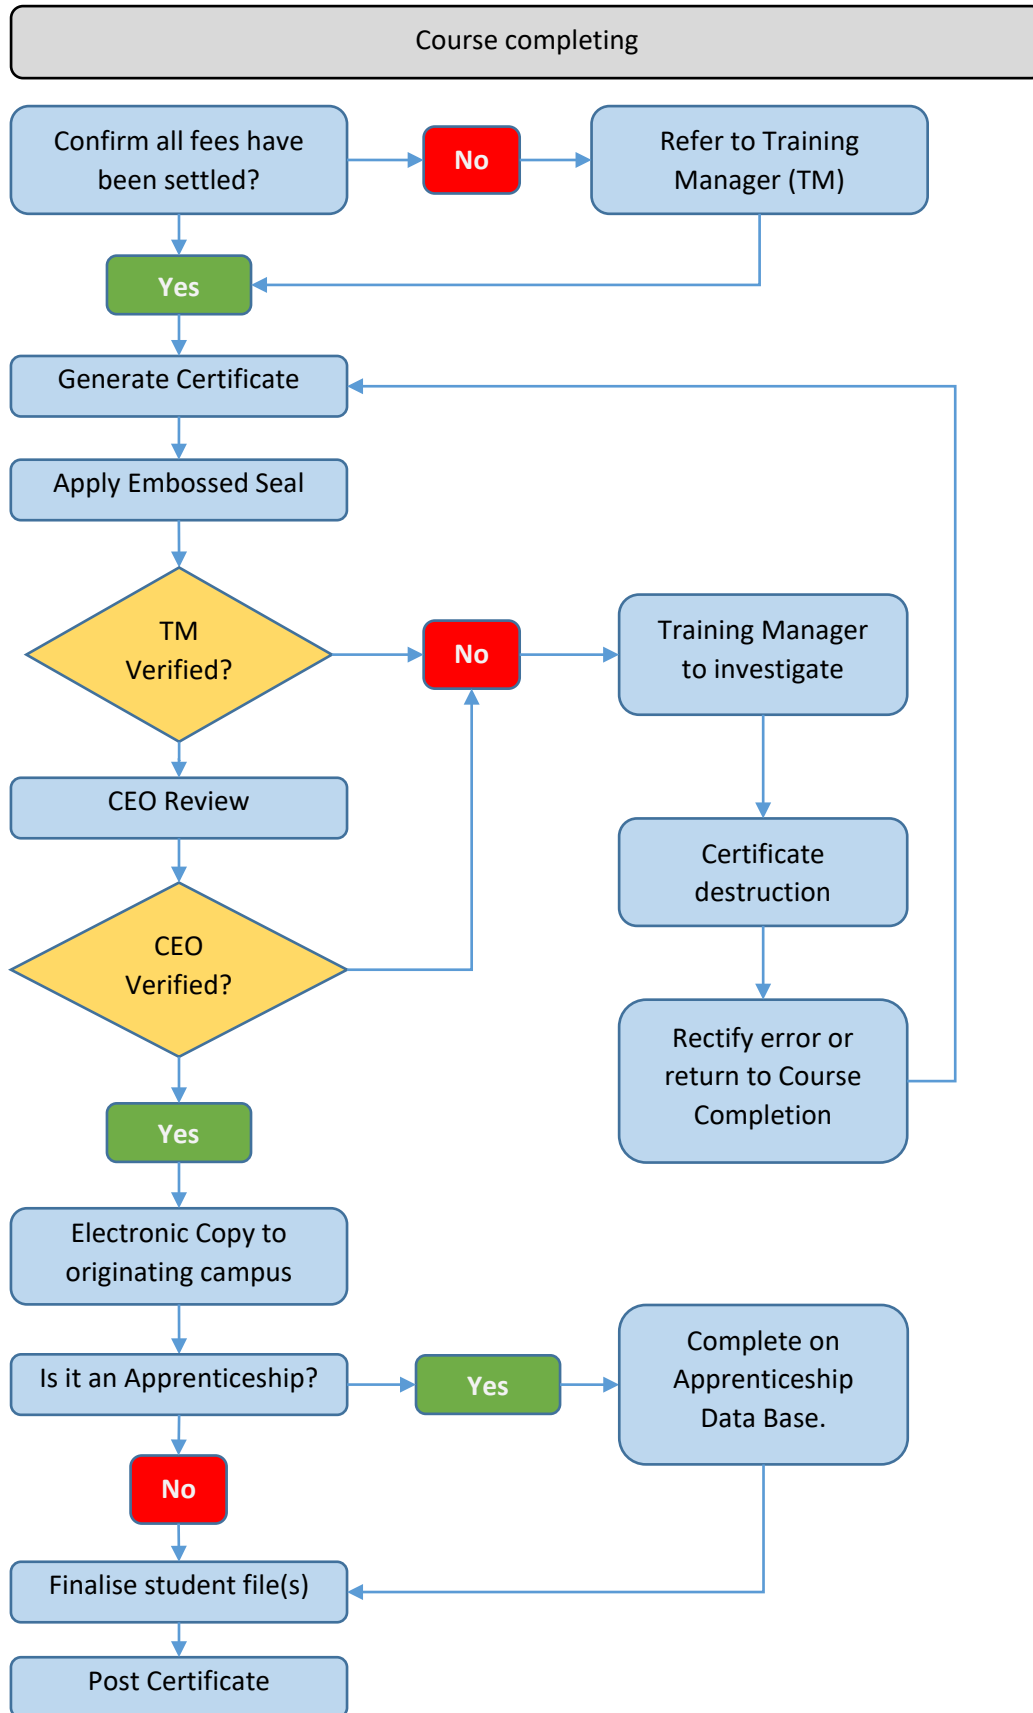 Course completing
Confirm all fees have
been settled?
No
Refer to Training
Manager (TM)
Yes
Generate Certificate
Apply Embossed Seal
TM
Verified?
No
Training Manager
to investigate
CEO Review
Certificate
destruction
CEO
Verified?
Rectify error or
return to Course
Completion
Yes
Electronic Copy to
originating campus
Is it an Apprenticeship?
Yes
Complete on
Apprenticeship
Data Base.
No
Finalise student file(s)
Post Certificate